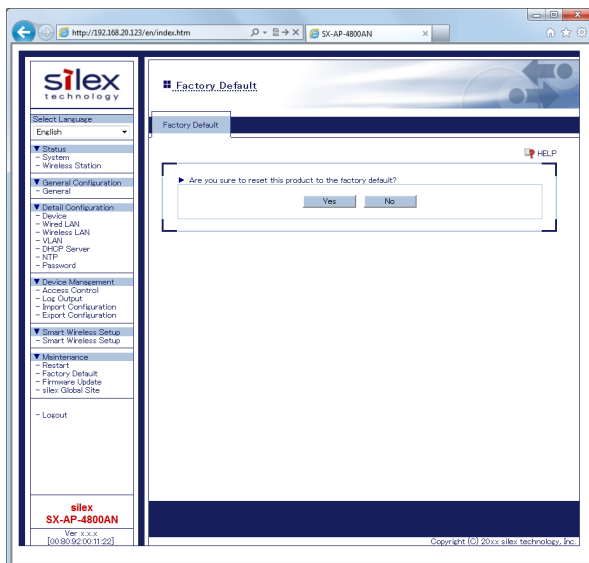 http://192.168.20.123/en/index.htm
SX-AP-4800AN
silex
technology
Select Language
English
▼ Status
- System
- Wireless Station
▼ General Configuration
- General
▼ Detail Configuration
- Device
- Wired LAN
- Wireless LAN
- VLAN
- DHCP Server
- NTP
- Password
▼ Device Management
- Access Control
- Log Output
- Import Configuration
- Export Configuration
▼ Smart Wireless Setup
- Smart Wireless Setup
▼ Maintenance
- Restart
- Factory Default
- Firmware Update
- silex Global Site
- Logout
silex
SX-AP-4800AN
Ver x.x.x
[00:80:92:00:11:22]
Factory Default
Factory Default
HELP
Are you sure to reset this product to the factory default?
Yes No
Copyright (C) 20xx silex technology, Inc.